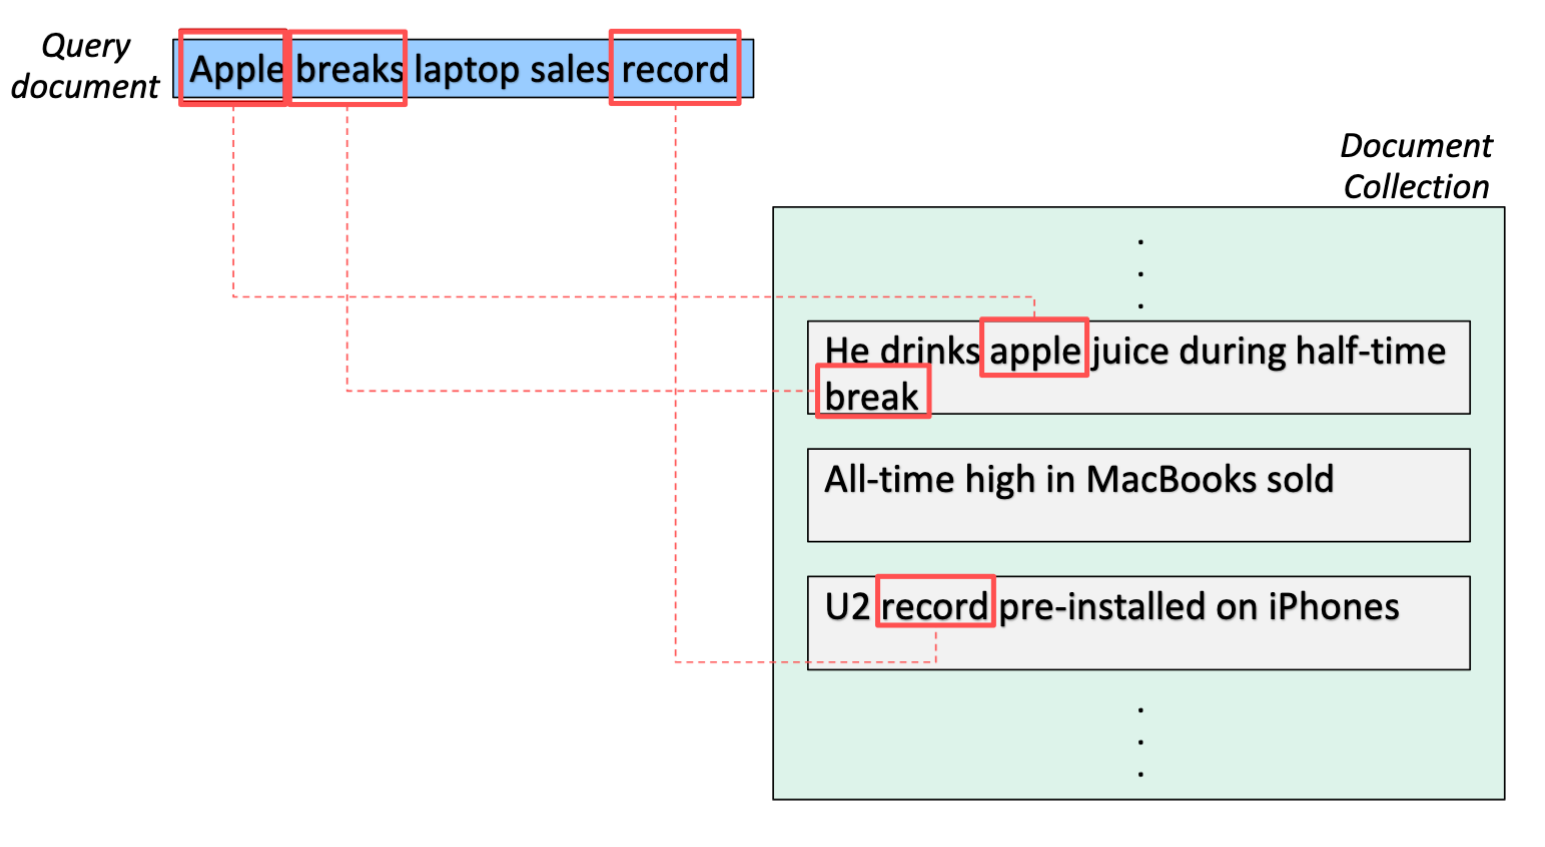 Query
document
Apple breaks laptop sales record
Document
Collection
He drinks apple juice during half-time
break
All-time high in MacBooks sold
U2 record pre-installed on iPhones